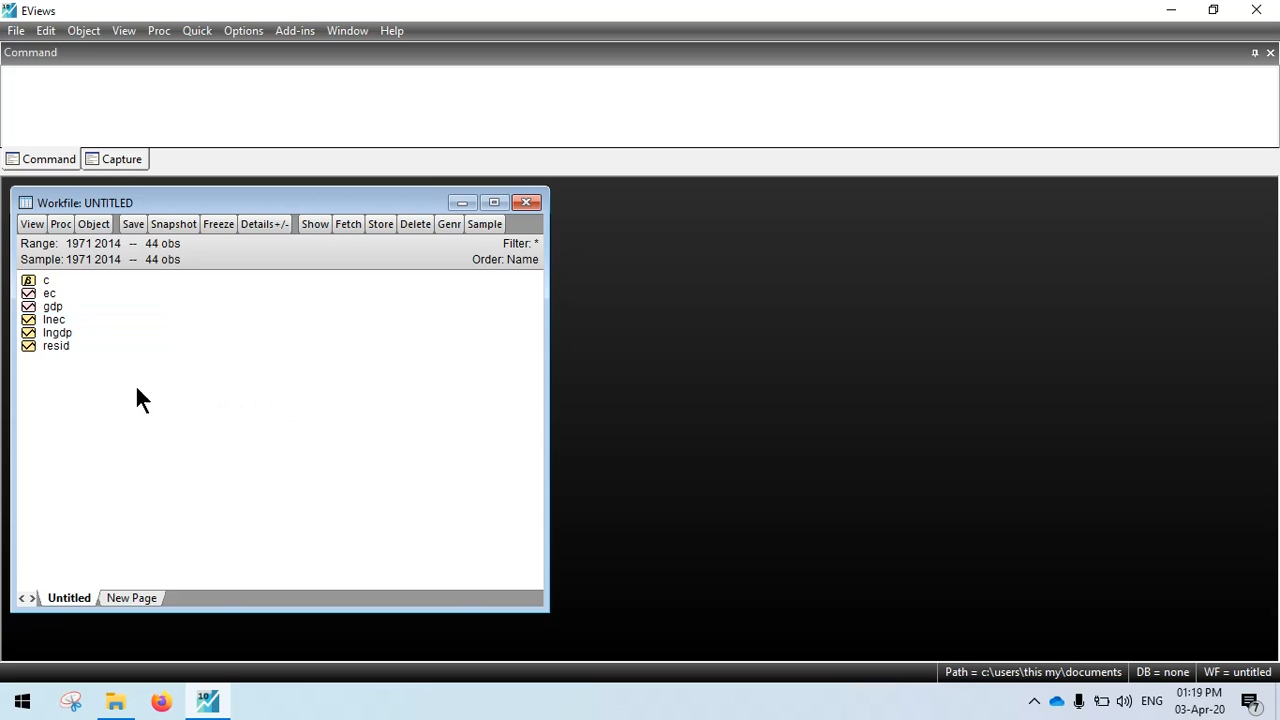 EViews
File Edit Object View Proc Quick Options Add-ins Window Help
Command
Command Capture
Workfile: UNTITLED
View Proc Object Save Snapshot Freeze Details+/- Show Fetch Store Delete Genr Sample
Range: 1971 2014 -- 44 obs Filter: *
Sample: 1971 2014 -- 44 obs Order: Name
β c
ec
gdp
lnec
lngdp
resid
< > Untitled New Page
Path = c:\users\this my\documents DB = none WF = untitled
10 ENG 01:19 PM
03-Apr-20 7